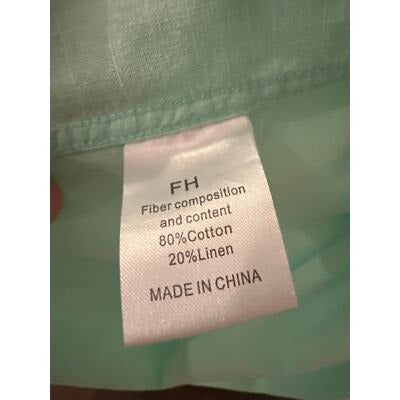 FH
Fiber composition
and content
80%Cotton
20%Linen
MADE IN CHINA